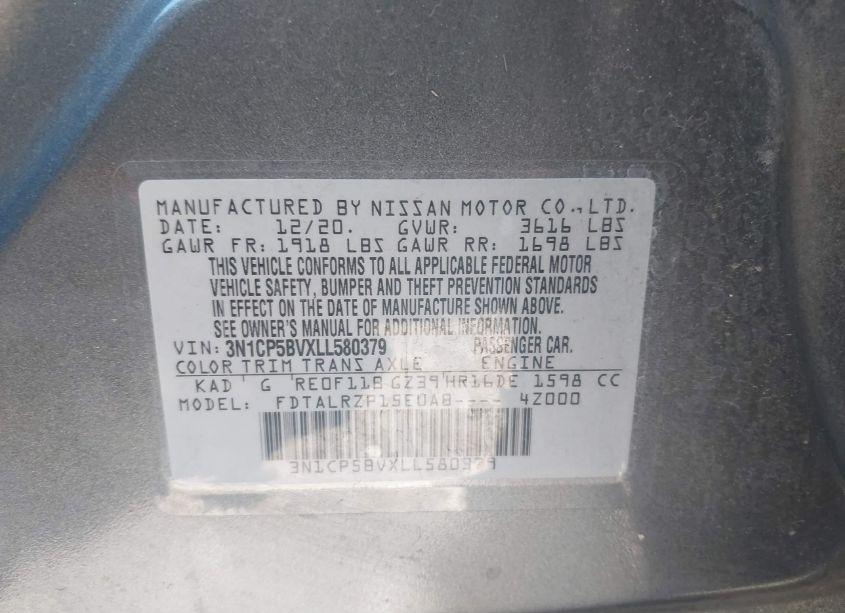 MANUFACTURED BY NISSAN MOTOR CO.,LTD.
DATE: 12/20. GVWR: 3616 LBS
GAWR FR: 1918 LBS GAWR RR: 1698 LBS
THIS VEHICLE CONFORMS TO ALL APPLICABLE FEDERAL MOTOR
VEHICLE SAFETY, BUMPER AND THEFT PREVENTION STANDARDS
IN EFFECT ON THE DATE OF MANUFACTURE SHOWN ABOVE.
SEE OWNER'S MANUAL FOR ADDITIONAL INFORMATION.
VIN: 3N1CP5BVXLL580379 PASSENGER CAR.
COLOR TRIM TRANS AXLE ENGINE
KAD G RE0F11B GZ39 HR16DE 1598 CC
MODEL: FDTALRZP15EUAB---- 4Z000
3N1CP5BVXLL580379